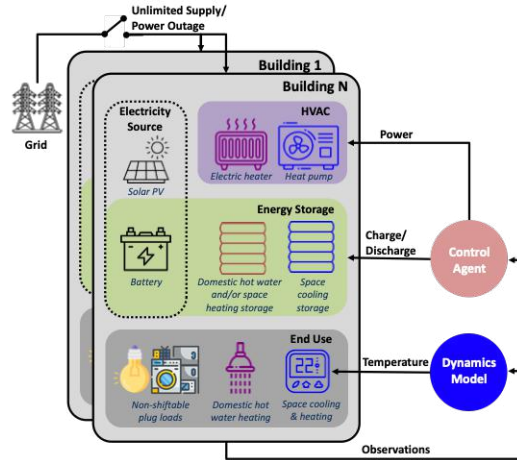 Unlimited Supply/
Power Outage
Grid
Building 1
Building N
Electricity
Source
Solar PV
HVAC
Electric heater
Heat pump
Power
Energy Storage
Battery
Domestic hot water
and/or space
heating storage
Space
cooling
storage
Charge/
Discharge
Control
Agent
End Use
Non-shiftable
plug loads
Domestic hot
water heating
22°
Space cooling
& heating
Temperature
Dynamics
Model
Observations